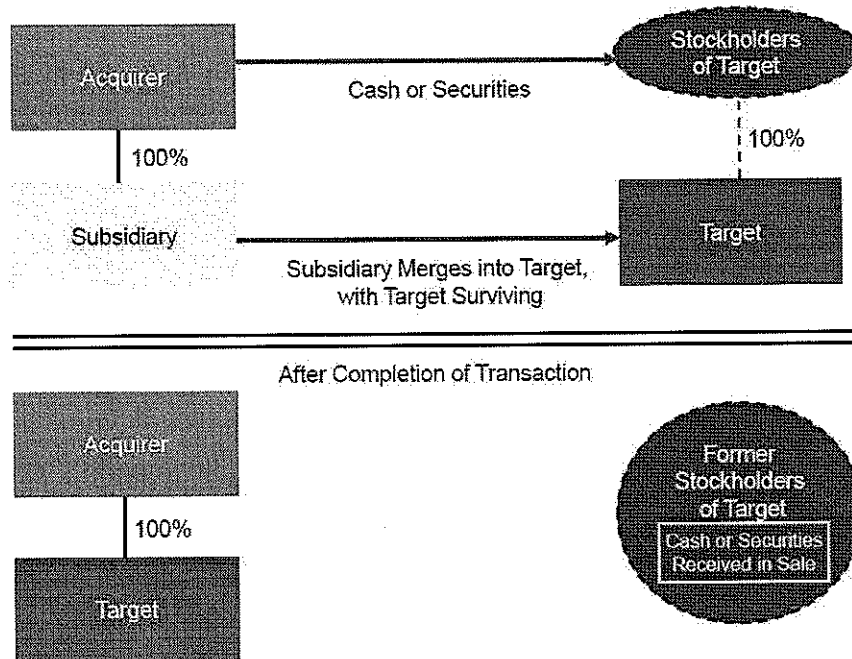 Acquirer
Stockholders
of Target
Cash or Securities
100%
100%
Subsidiary
Target
Subsidiary Merges into Target,
with Target Surviving
After Completion of Transaction
Acquirer
Former
Stockholders
of Target
Cash or Securities
Received in Sale
100%
Target